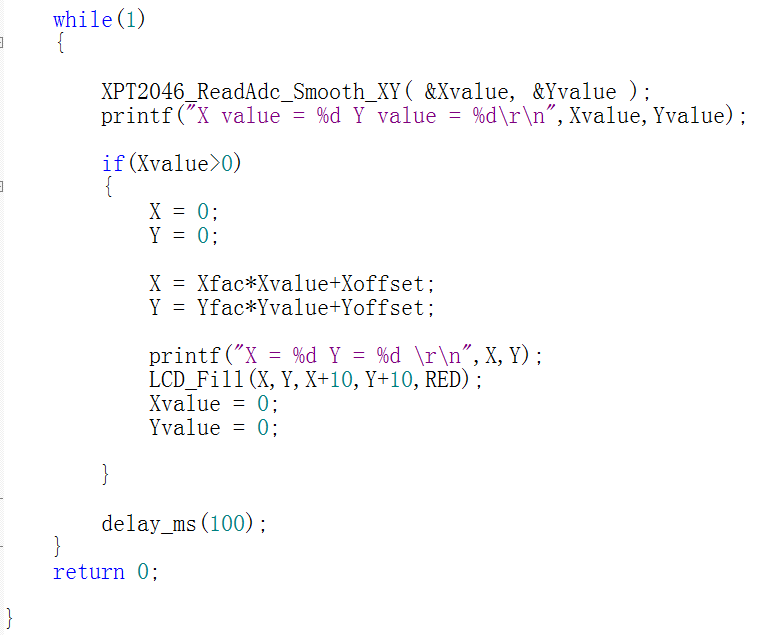 while(1)
{
XPT2046_ReadAdc_Smooth_XY( &Xvalue, &Yvalue );
printf("X value = %d Y value = %d\r\n",Xvalue,Yvalue);
if(Xvalue>0)
{
X = 0;
Y = 0;
X = Xfac*Xvalue+Xoffset;
Y = Yfac*Yvalue+Yoffset;
printf("X = %d Y = %d \r\n",X,Y);
LCD_Fill(X,Y,X+10,Y+10,RED);
Xvalue = 0;
Yvalue = 0;
}
delay_ms(100);
}
return 0;
}